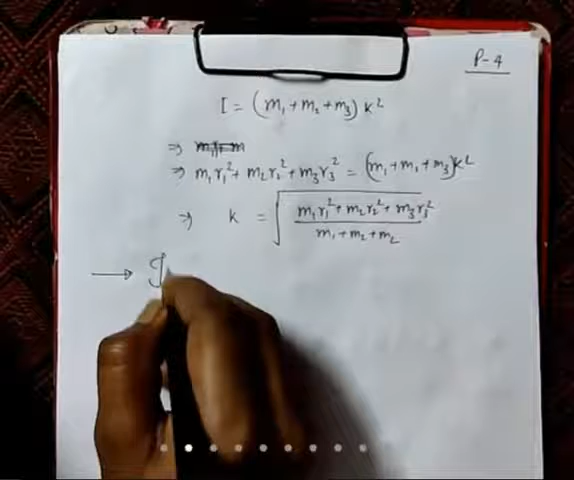 P-4
I = (m₁ + m₂ + m₃) k²
⇒
⇒ m₁r₁² + m₂r₂² + m₃r₃² = (m₁ + m₁ + m₃)k²
⇒ k = √((m₁r₁² + m₂r₂² + m₃r₃²)/(m₁ + m₂ + m₂))
→